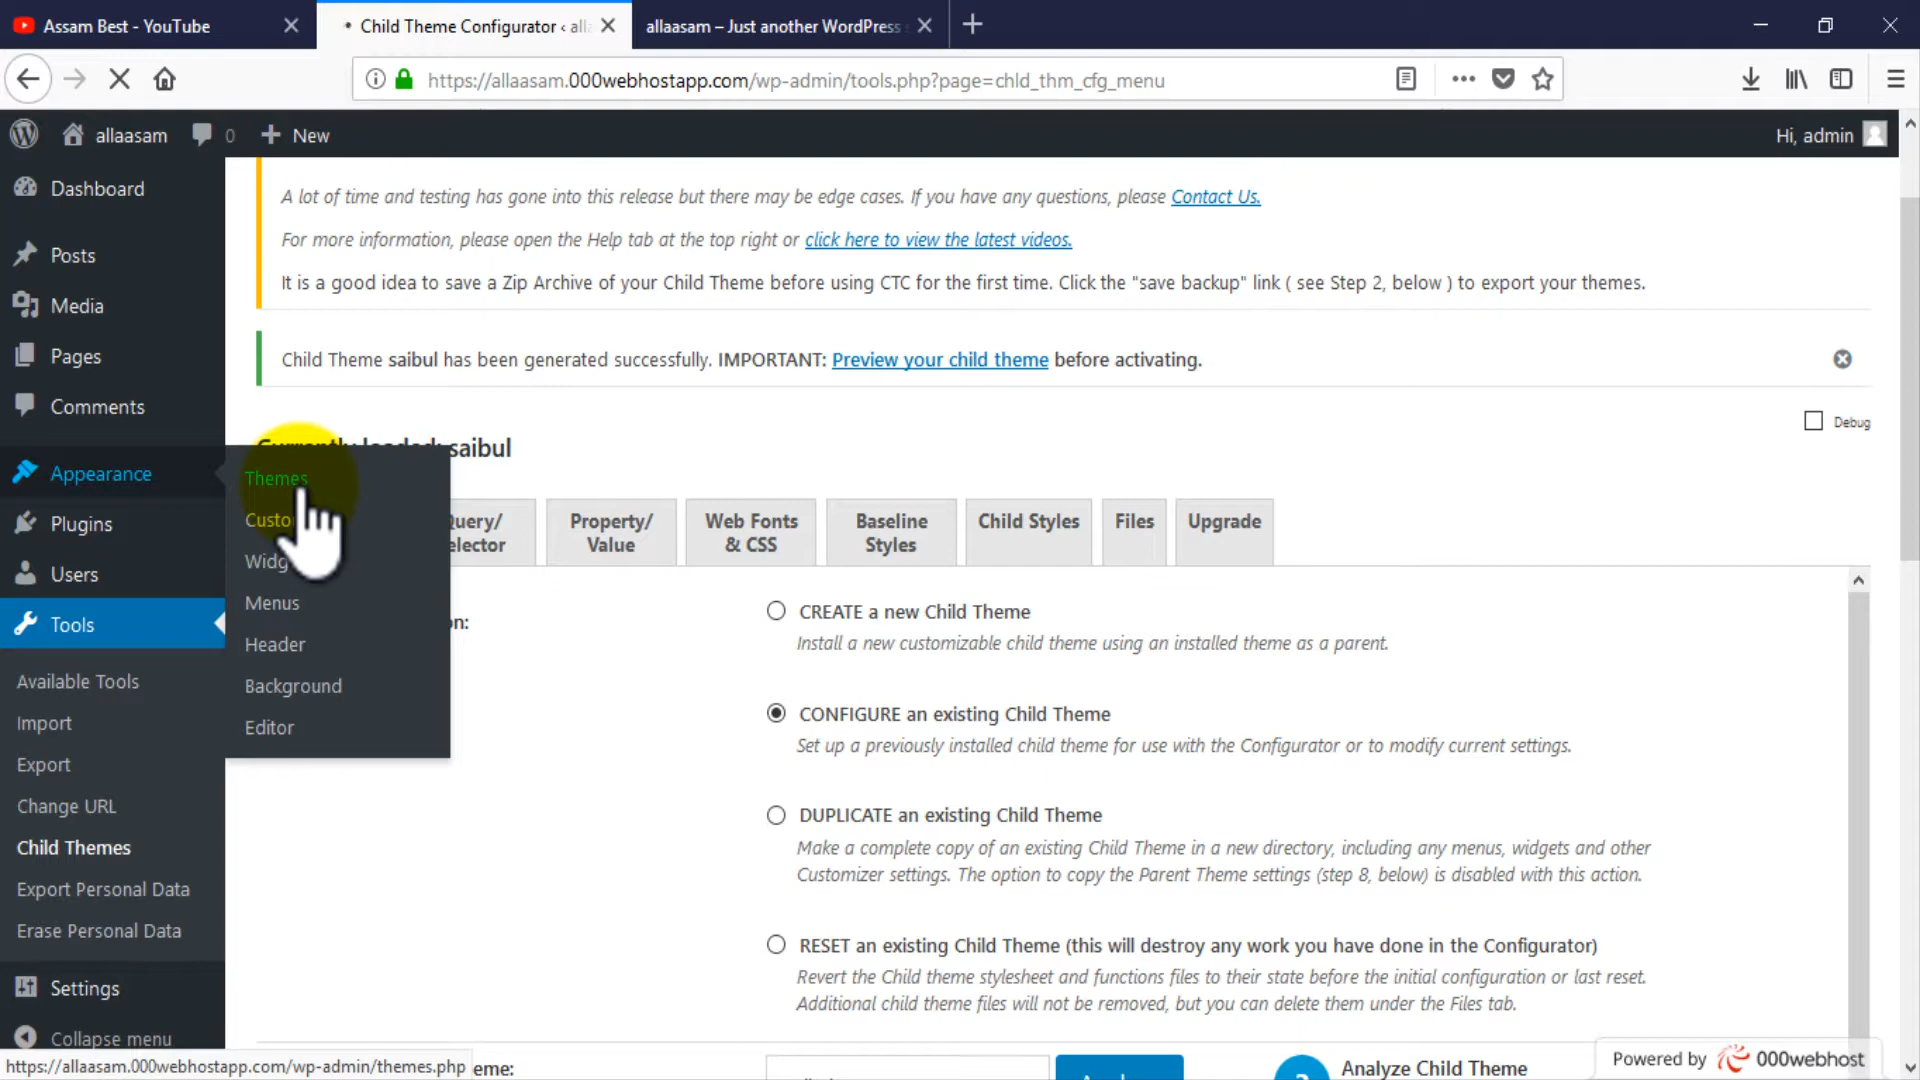 Assam Best - YouTube
Child Theme Configurator ‹ all
allaasam – Just another WordPress
https://allaasam.000webhostapp.com/wp-admin/tools.php?page=chld_thm_cfg_menu
allaasam
0
New
Hi, admin
Dashboard
Posts
Media
Pages
Comments
Appearance
Plugins
Users
Tools
Available Tools
Import
Export
Change URL
Child Themes
Export Personal Data
Erase Personal Data
Settings
Collapse menu
Themes
Custo
Widg
Menus
Header
Background
Editor
A lot of time and testing has gone into this release but there may be edge cases. If you have any questions, please Contact Us.
For more information, please open the Help tab at the top right or click here to view the latest videos.
It is a good idea to save a Zip Archive of your Child Theme before using CTC for the first time. Click the "save backup" link ( see Step 2, below ) to export your themes.
Child Theme saibul has been generated successfully. IMPORTANT: Preview your child theme before activating.
Debug
Currently loaded: saibul
Query/
elector
Property/
Value
Web Fonts
& CSS
Baseline
Styles
Child Styles
Files
Upgrade
on:
CREATE a new Child Theme
Install a new customizable child theme using an installed theme as a parent.
CONFIGURE an existing Child Theme
Set up a previously installed child theme for use with the Configurator or to modify current settings.
DUPLICATE an existing Child Theme
Make a complete copy of an existing Child Theme in a new directory, including any menus, widgets and other
Customizer settings. The option to copy the Parent Theme settings (step 8, below) is disabled with this action.
RESET an existing Child Theme (this will destroy any work you have done in the Configurator)
Revert the Child theme stylesheet and functions files to their state before the initial configuration or last reset.
Additional child theme files will not be removed, but you can delete them under the Files tab.
eme:
Analyze Child Theme
Powered by 000webhost
https://allaasam.000webhostapp.com/wp-admin/themes.php